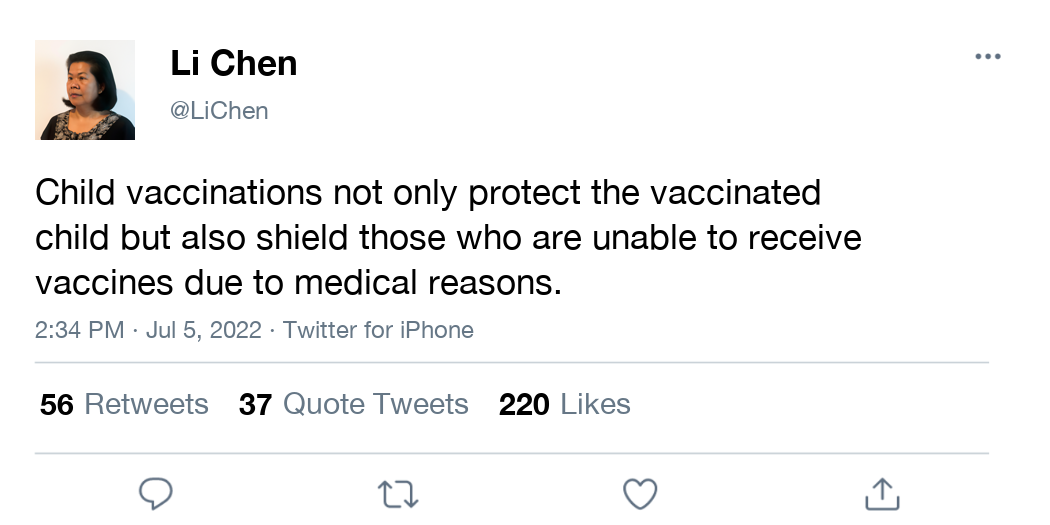 Li Chen
@LiChen
Child vaccinations not only protect the vaccinated
child but also shield those who are unable to receive
vaccines due to medical reasons.
2:34 PM · Jul 5, 2022 · Twitter for iPhone
56 Retweets 37 Quote Tweets 220 Likes